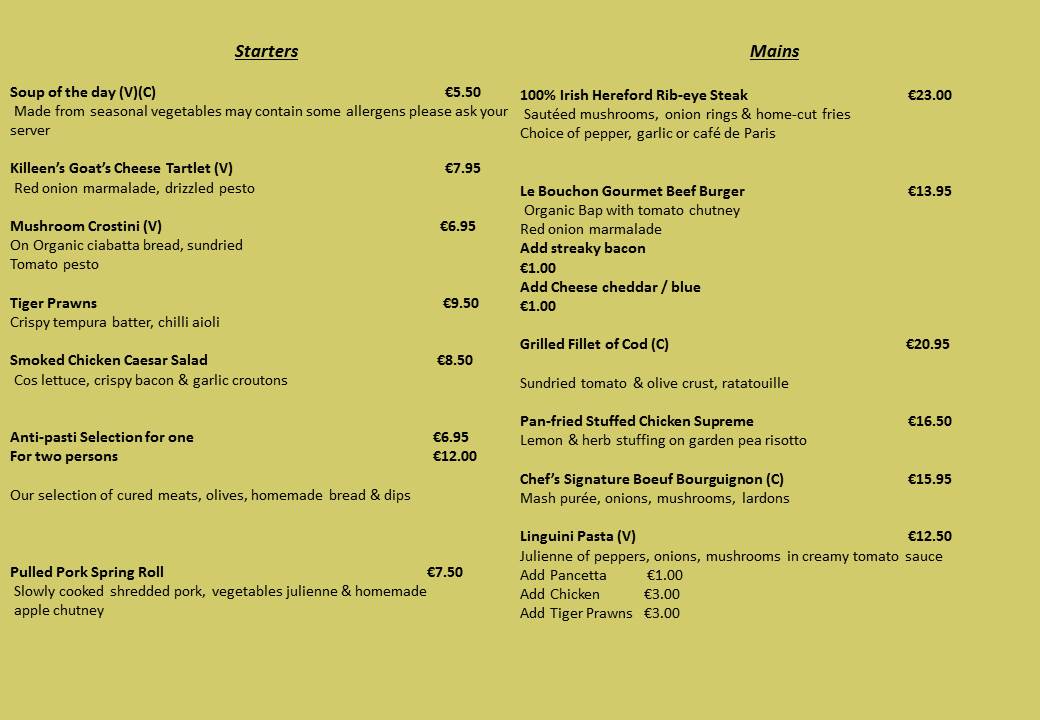 Starters
Soup of the day (V)(C) €5.50
Made from seasonal vegetables may contain some allergens please ask your
server
Killeen’s Goat’s Cheese Tartlet (V) €7.95
Red onion marmalade, drizzled pesto
Mushroom Crostini (V) €6.95
On Organic ciabatta bread, sundried
Tomato pesto
Tiger Prawns €9.50
Crispy tempura batter, chilli aioli
Smoked Chicken Caesar Salad €8.50
Cos lettuce, crispy bacon & garlic croutons
Anti-pasti Selection for one €6.95
For two persons €12.00
Our selection of cured meats, olives, homemade bread & dips
Pulled Pork Spring Roll €7.50
Slowly cooked shredded pork, vegetables julienne & homemade
apple chutney
Mains
100% Irish Hereford Rib-eye Steak €23.00
Sautéed mushrooms, onion rings & home-cut fries
Choice of pepper, garlic or café de Paris
Le Bouchon Gourmet Beef Burger €13.95
Organic Bap with tomato chutney
Red onion marmalade
Add streaky bacon
€1.00
Add Cheese cheddar / blue
€1.00
Grilled Fillet of Cod (C) €20.95
Sundried tomato & olive crust, ratatouille
Pan-fried Stuffed Chicken Supreme €16.50
Lemon & herb stuffing on garden pea risotto
Chef’s Signature Boeuf Bourguignon (C) €15.95
Mash purée, onions, mushrooms, lardons
Linguini Pasta (V) €12.50
Julienne of peppers, onions, mushrooms in creamy tomato sauce
Add Pancetta €1.00
Add Chicken €3.00
Add Tiger Prawns €3.00